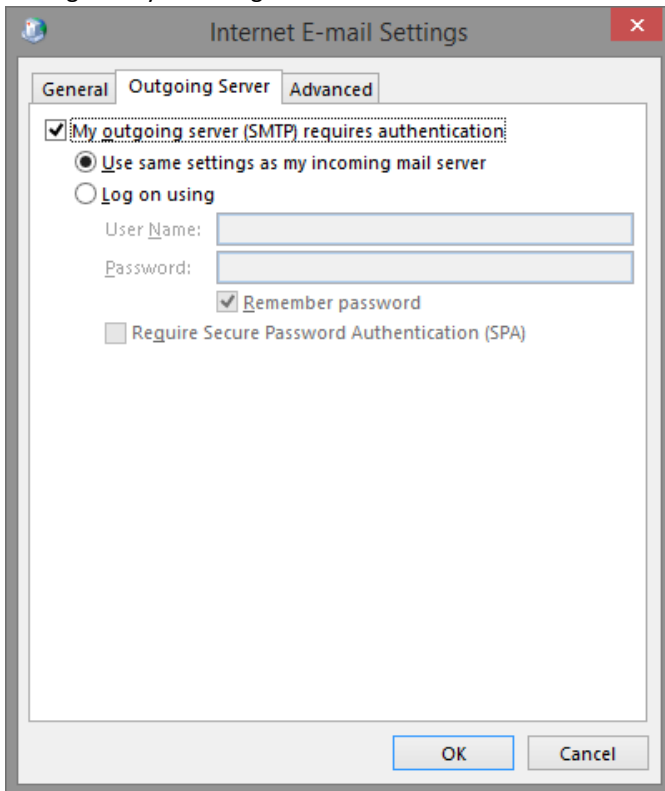 Internet E-mail Settings
General Outgoing Server Advanced
My outgoing server (SMTP) requires authentication
Use same settings as my incoming mail server
Log on using
User Name:
Password:
Remember password
Require Secure Password Authentication (SPA)
OK Cancel